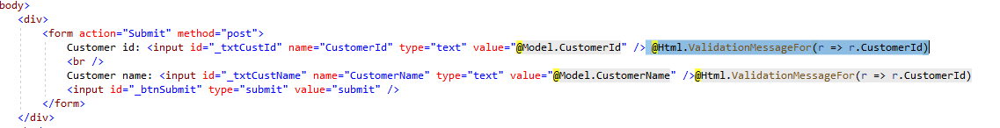 body>
<div>
<form action="Submit" method="post">
Customer id: <input id="_txtCustId" name="CustomerId" type="text" value="@Model.CustomerId" /> @Html.ValidationMessageFor(r => r.CustomerId)
<br />
Customer name: <input id="_txtCustName" name="CustomerName" type="text" value="@Model.CustomerName" />@Html.ValidationMessageFor(r => r.CustomerId)
<input id="_btnSubmit" type="submit" value="submit" />
</form>
</div>